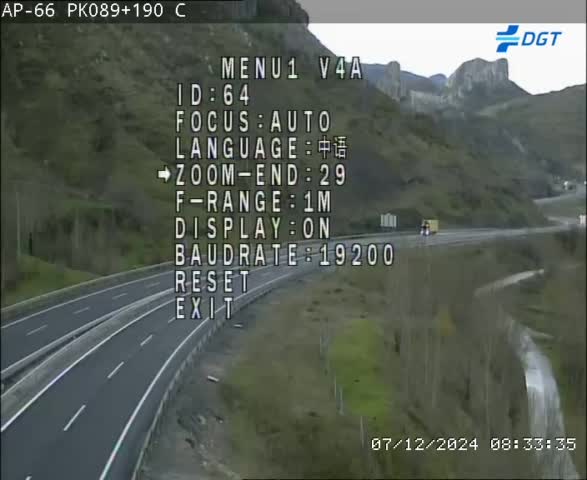 AP-66 PK089+190 C
DGT
MENU1 V4A
ID:64
FOCUS:AUTO
LANGUAGE:中语
ZOOM-END:29
F-RANGE:1M
DISPLAY:ON
BAUDRATE:19200
RESET
EXIT
07/12/2024 08:33:35